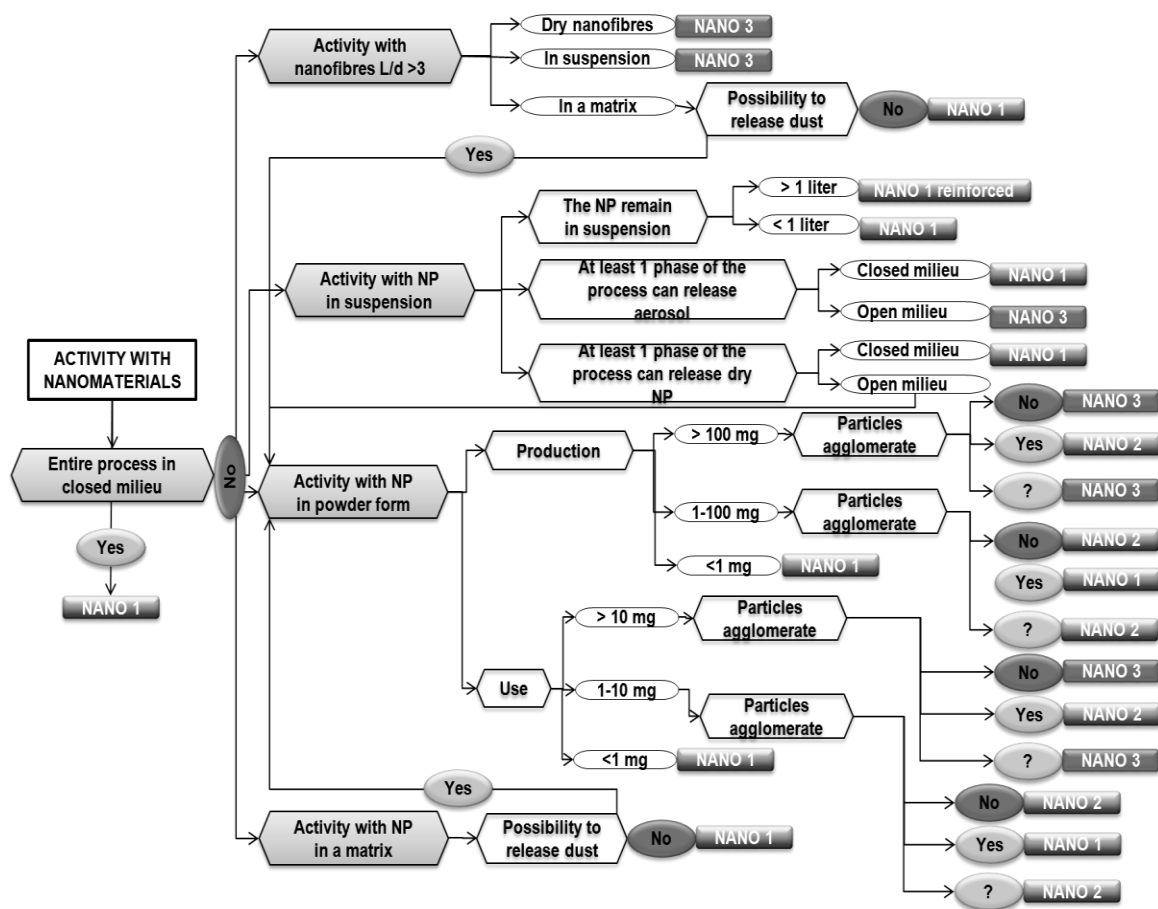 Activity with
nanofibres L/d >3
Dry nanofibres
NANO 3
In suspension
NANO 3
In a matrix
Possibility to
release dust
No
NANO 1
Yes
Activity with NP
in suspension
The NP remain
in suspension
> 1 liter
NANO 1 reinforced
< 1 liter
NANO 1
At least 1 phase of the
process can release
aerosol
Closed milieu
NANO 1
Open milieu
NANO 3
At least 1 phase of the
process can release dry
NP
Closed milieu
NANO 1
Open milieu
ACTIVITY WITH
NANOMATERIALS
Entire process in
closed milieu
No
Yes
NANO 1
Activity with NP
in powder form
Production
> 100 mg
Particles
agglomerate
No
NANO 3
Yes
NANO 2
?
NANO 3
1-100 mg
Particles
agglomerate
No
NANO 2
Yes
NANO 1
?
NANO 2
<1 mg
NANO 1
Use
> 10 mg
Particles
agglomerate
No
NANO 3
Yes
NANO 2
?
NANO 3
1-10 mg
Particles
agglomerate
No
NANO 2
Yes
NANO 1
?
NANO 2
<1 mg
NANO 1
Yes
Activity with NP
in a matrix
Possibility to
release dust
No
NANO 1